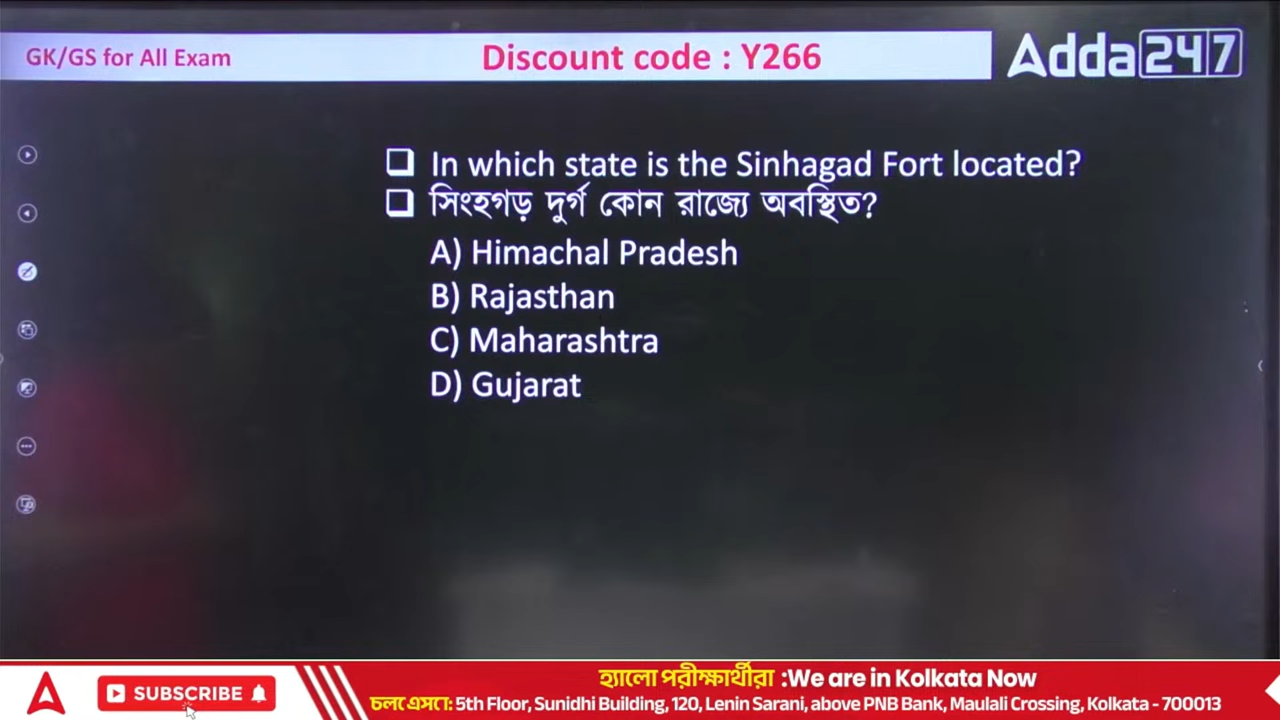 GK/GS for All Exam
Discount code : Y266
Adda247
In which state is the Sinhagad Fort located?
সিংহগড় দুর্গ কোন রাজ্যে অবস্থিত?
A) Himachal Pradesh
B) Rajasthan
C) Maharashtra
D) Gujarat
SUBSCRIBE
হ্যালো পরীক্ষার্থীরা :We are in Kolkata Now
চলে এসো: 5th Floor, Sunidhi Building, 120, Lenin Sarani, above PNB Bank, Maulali Crossing, Kolkata - 700013